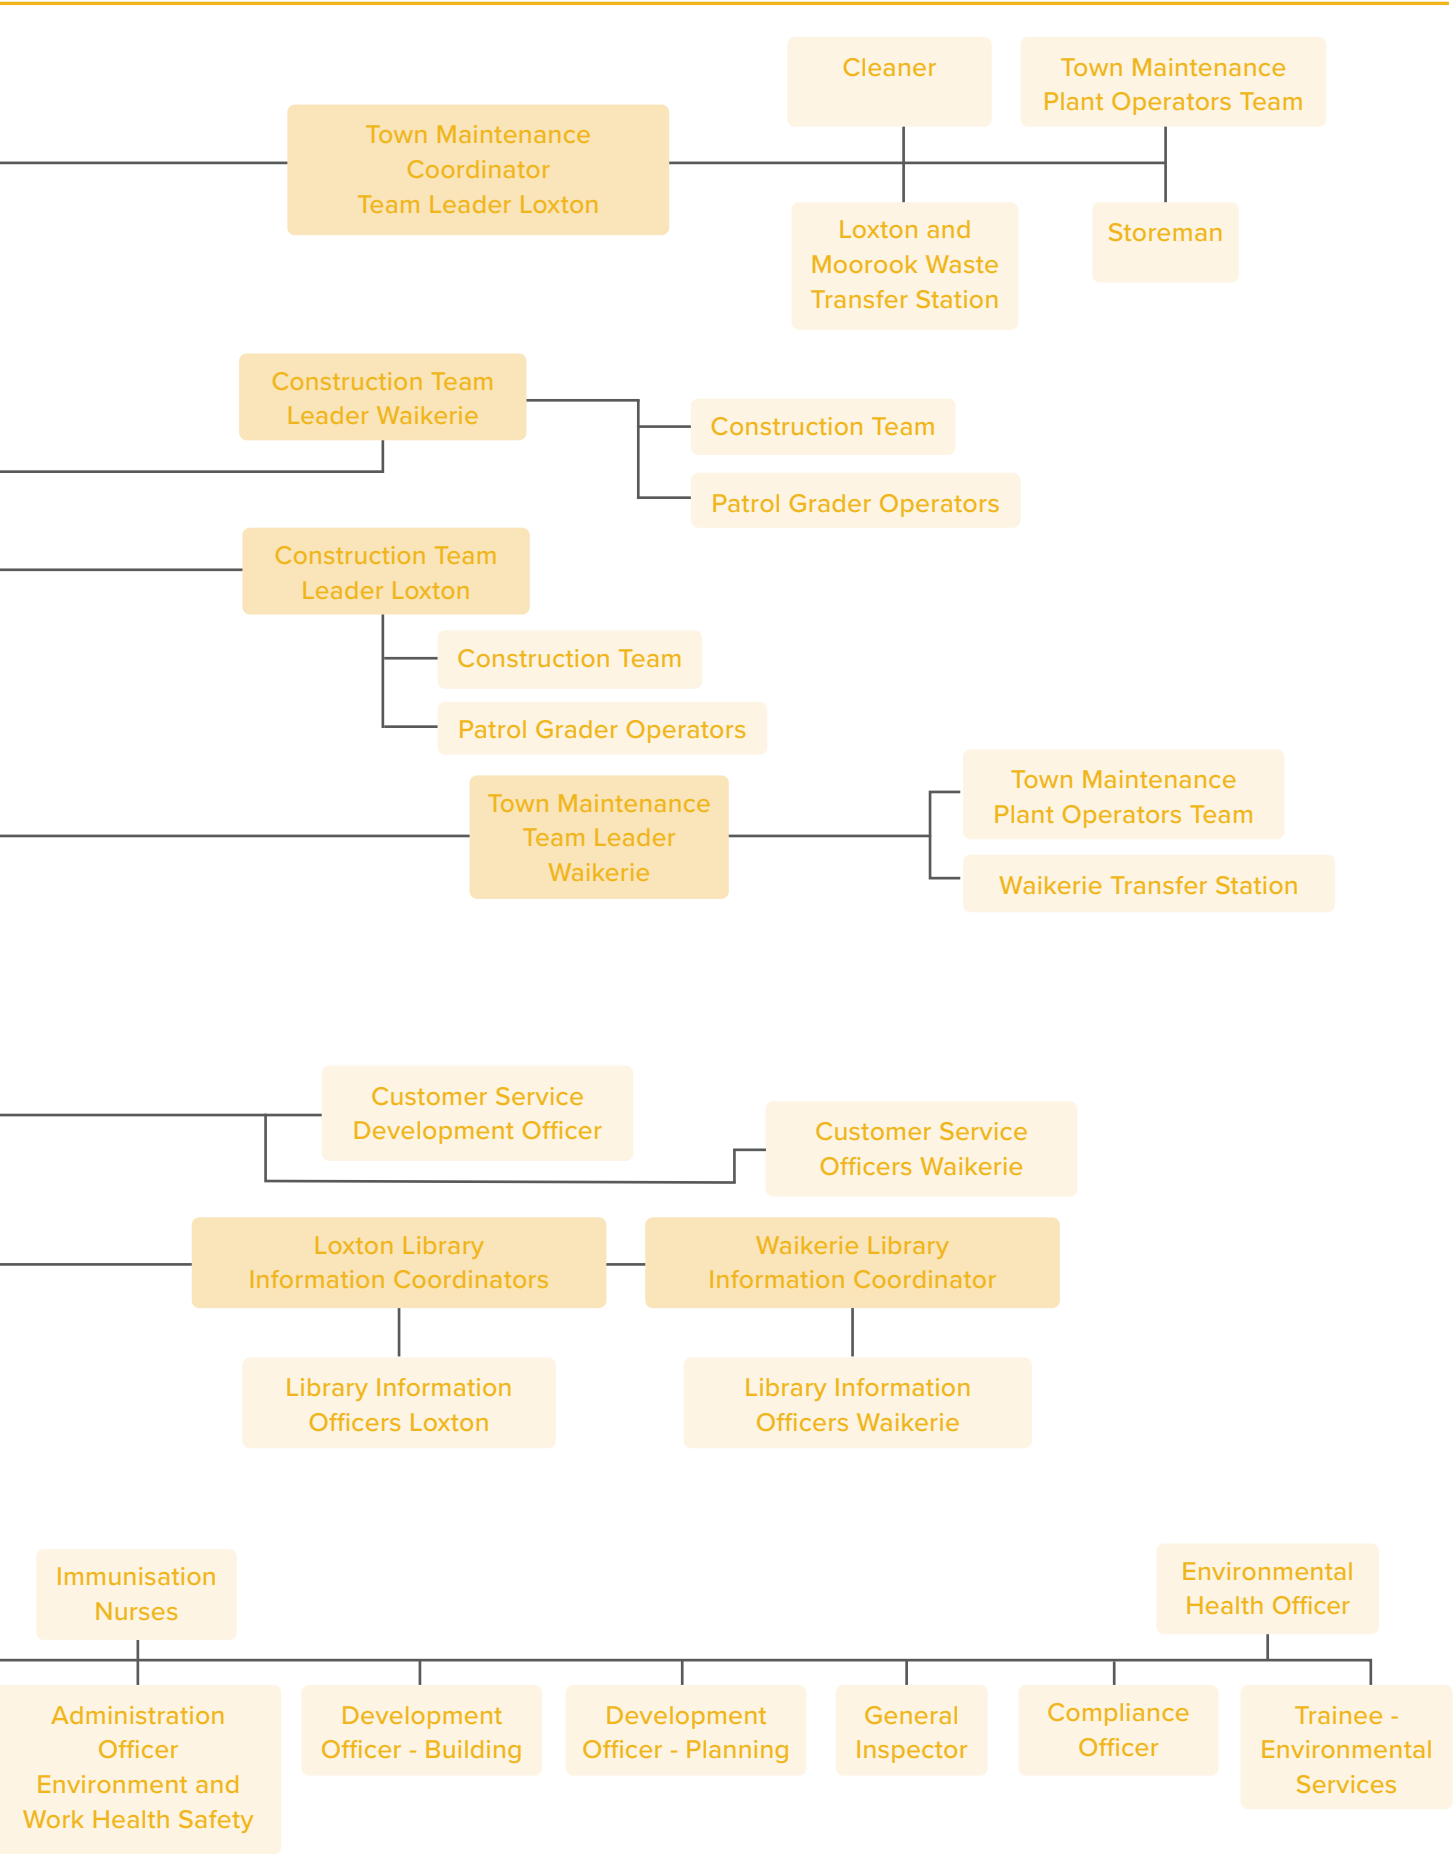 Cleaner
Town Maintenance
Plant Operators Team
Town Maintenance
Coordinator
Team Leader Loxton
Loxton and
Moorook Waste
Transfer Station
Storeman
Construction Team
Leader Waikerie
Construction Team
Patrol Grader Operators
Construction Team
Leader Loxton
Construction Team
Patrol Grader Operators
Town Maintenance
Team Leader
Waikerie
Town Maintenance
Plant Operators Team
Waikerie Transfer Station
Customer Service
Development Officer
Customer Service
Officers Waikerie
Loxton Library
Information Coordinators
Waikerie Library
Information Coordinator
Library Information
Officers Loxton
Library Information
Officers Waikerie
Immunisation
Nurses
Environmental
Health Officer
Administration
Officer
Environment and
Work Health Safety
Development
Officer - Building
Development
Officer - Planning
General
Inspector
Compliance
Officer
Trainee -
Environmental
Services